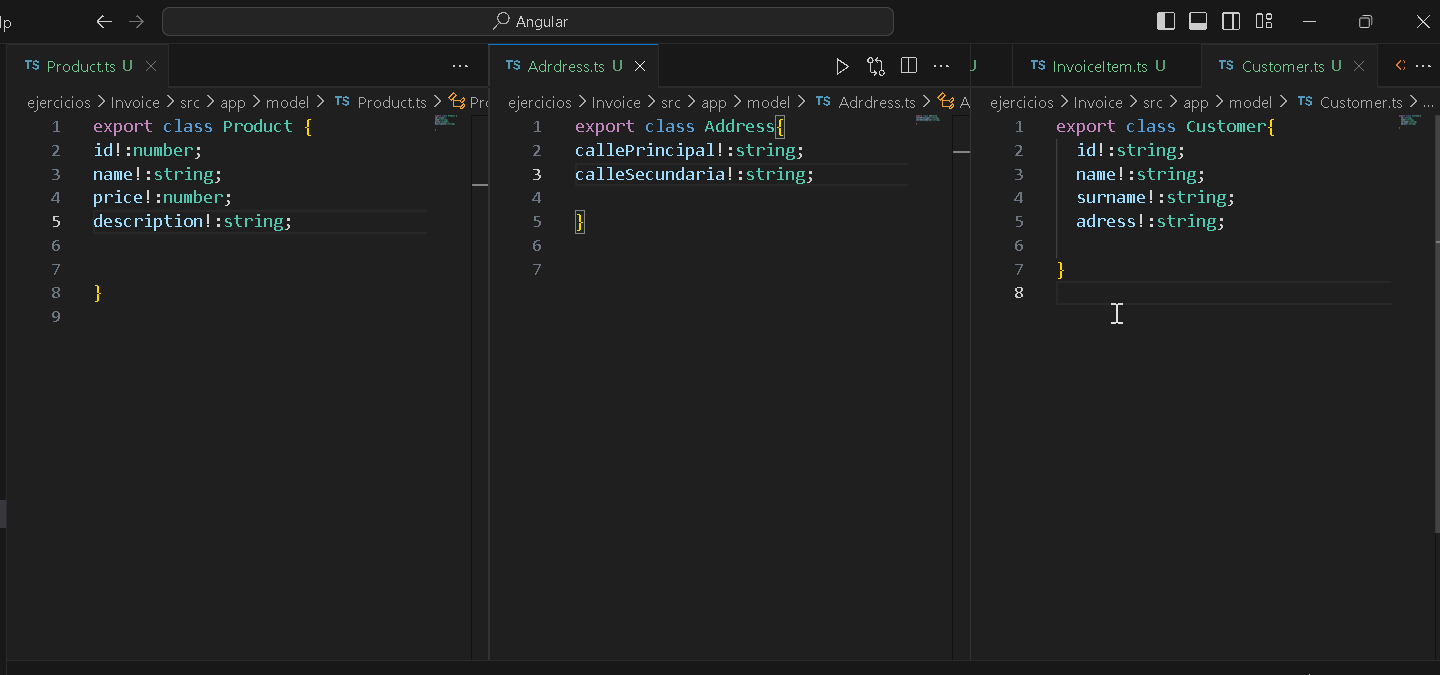 lp
Angular
TS Product.ts U
ejercicios > Invoice > src > app > model > TS Product.ts > Pr
1 export class Product {
2 id!:number;
3 name!:string;
4 price!:number;
5 description!:string;
6
7
8 }
9
TS Adrdress.ts U
ejercicios > Invoice > src > app > model > TS Adrdress.ts > A
1 export class Address{
2 callePrincipal!:string;
3 calleSecundaria!:string;
4
5 }
6
7
U TS InvoiceItem.ts U TS Customer.ts U
ejercicios > Invoice > src > app > model > TS Customer.ts > ...
1 export class Customer{
2 id!:string;
3 name!:string;
4 surname!:string;
5 adress!:string;
6
7 }
8